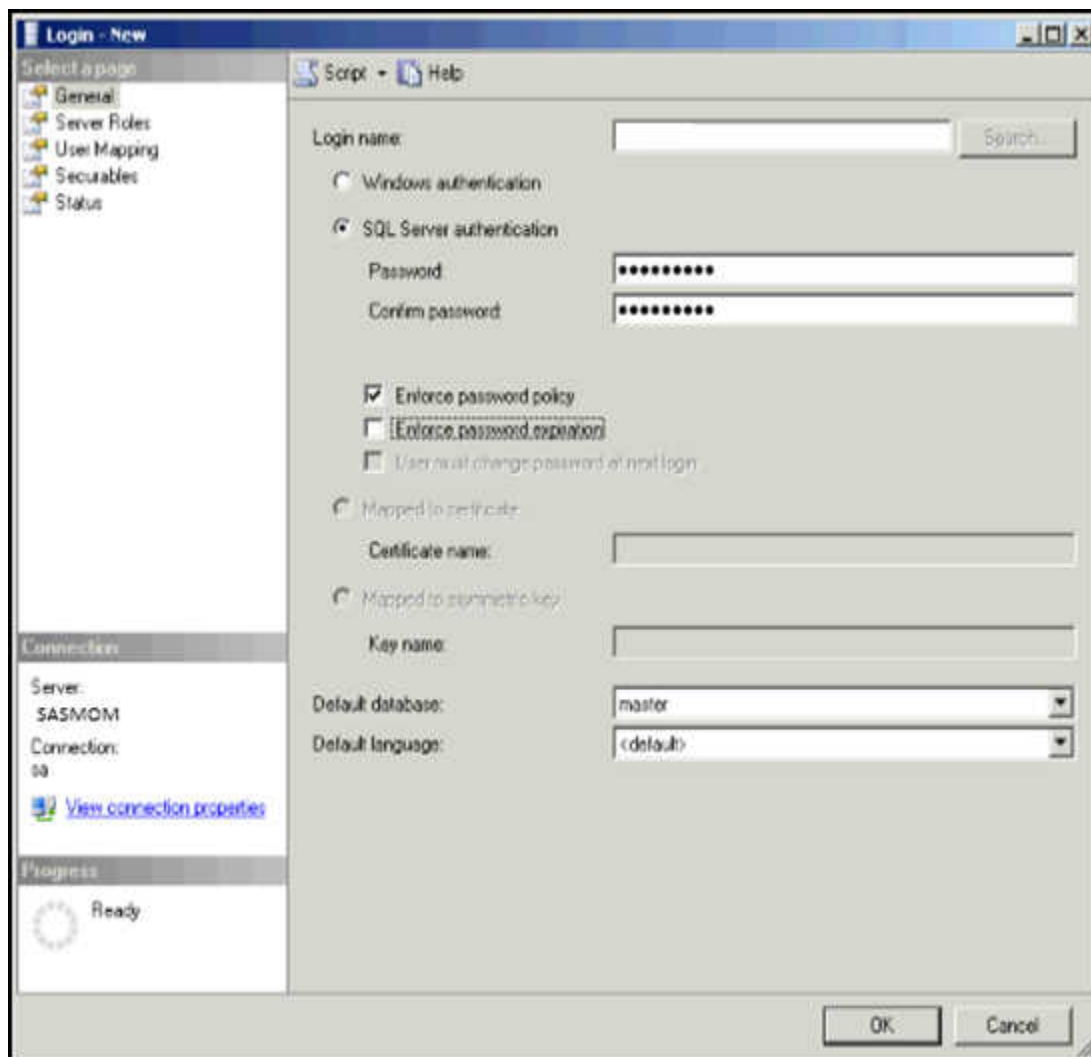 Login - New
Select a page
General
Server Roles
User Mapping
Securables
Status
Script Help
Login name:
Search...
Windows authentication
SQL Server authentication
Password
•••••••••
Confirm password
•••••••••
Enforce password policy
Enforce password expiration
User must change password at next login
Mapped to certificate
Certificate name:
Mapped to asymmetric key
Key name:
Default database:
master
Default language:
<default>
Connection
Server:
SASMOM
Connection:
sa
View connection properties
Progress
Ready
OK
Cancel